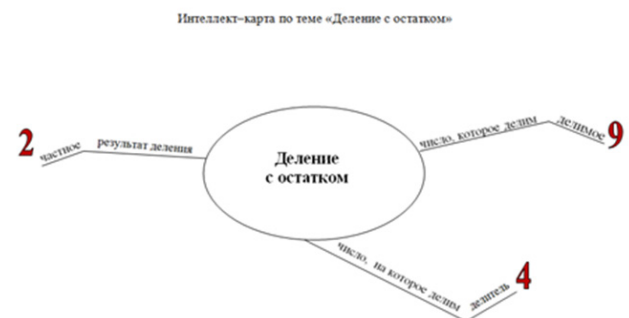 Интеллект–карта по теме «Деление с остатком»
2
частное
результат деления
Деление
с остатком
число, которое делим
делимое
9
число, на которое делим
делитель
4